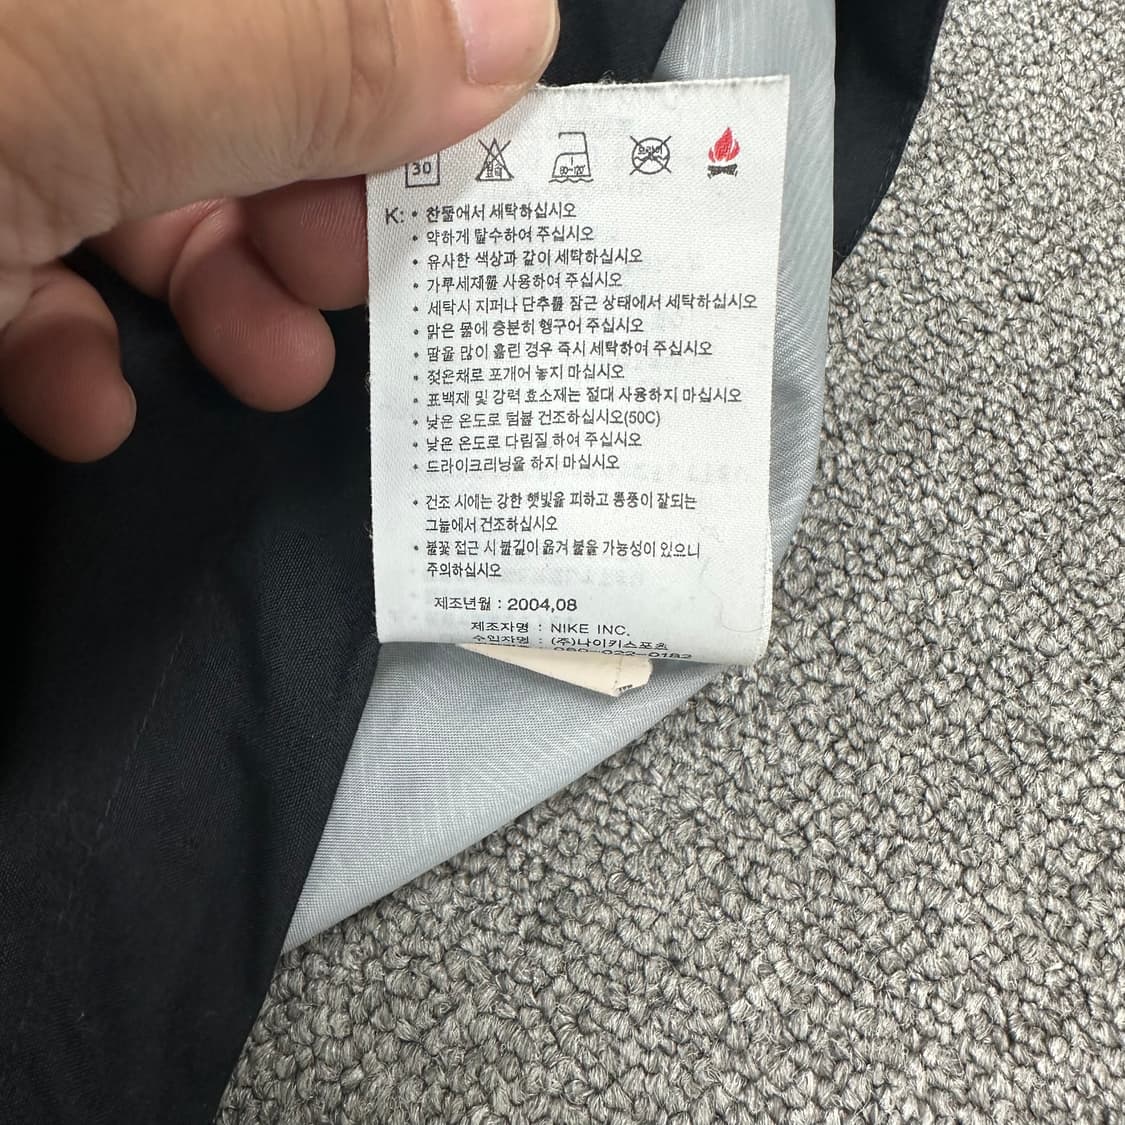 30
K: • 찬물에서 세탁하십시오
• 약하게 탈수하여 주십시오
• 유사한 색상과 같이 세탁하십시오
• 가루세제를 사용하여 주십시오
• 세탁시 지퍼나 단추를 잠근 상태에서 세탁하십시오
• 맑은 물에 충분히 헹구어 주십시오
• 땀을 많이 흘린 경우 즉시 세탁하여 주십시오
• 젖은채로 포개어 놓지 마십시오
• 표백제 및 강력 효소제는 절대 사용하지 마십시오
• 낮은 온도로 텀블 건조하십시오(50C)
• 낮은 온도로 다림질 하여 주십시오
• 드라이크리닝을 하지 마십시오
• 건조 시에는 강한 햇빛을 피하고 통풍이 잘되는
그늘에서 건조하십시오
• 불꽃 접근 시 불길이 옮겨 붙을 가능성이 있으니
주의하십시오
제조년월 : 2004,08
제조자명 : NIKE INC.
수입자명 : (주)나이키스포츠